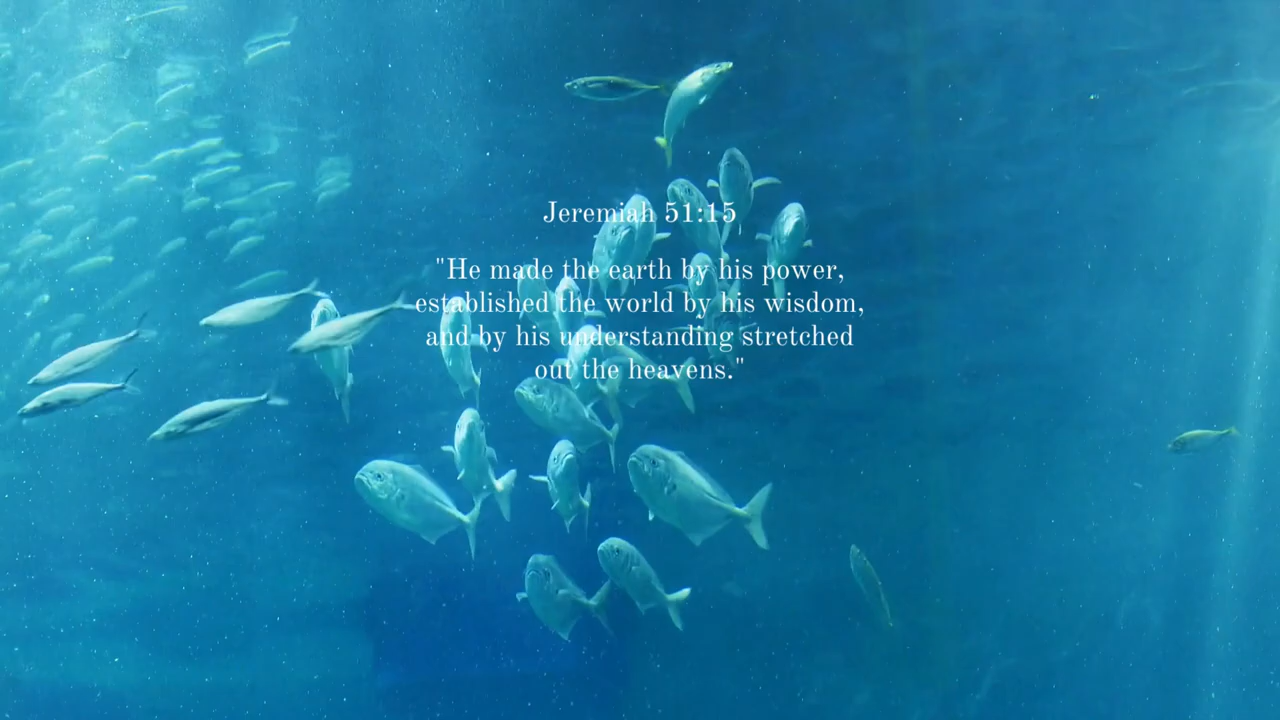 Jeremiah 51:15
"He made the earth by his power,
established the world by his wisdom,
and by his understanding stretched
out the heavens."